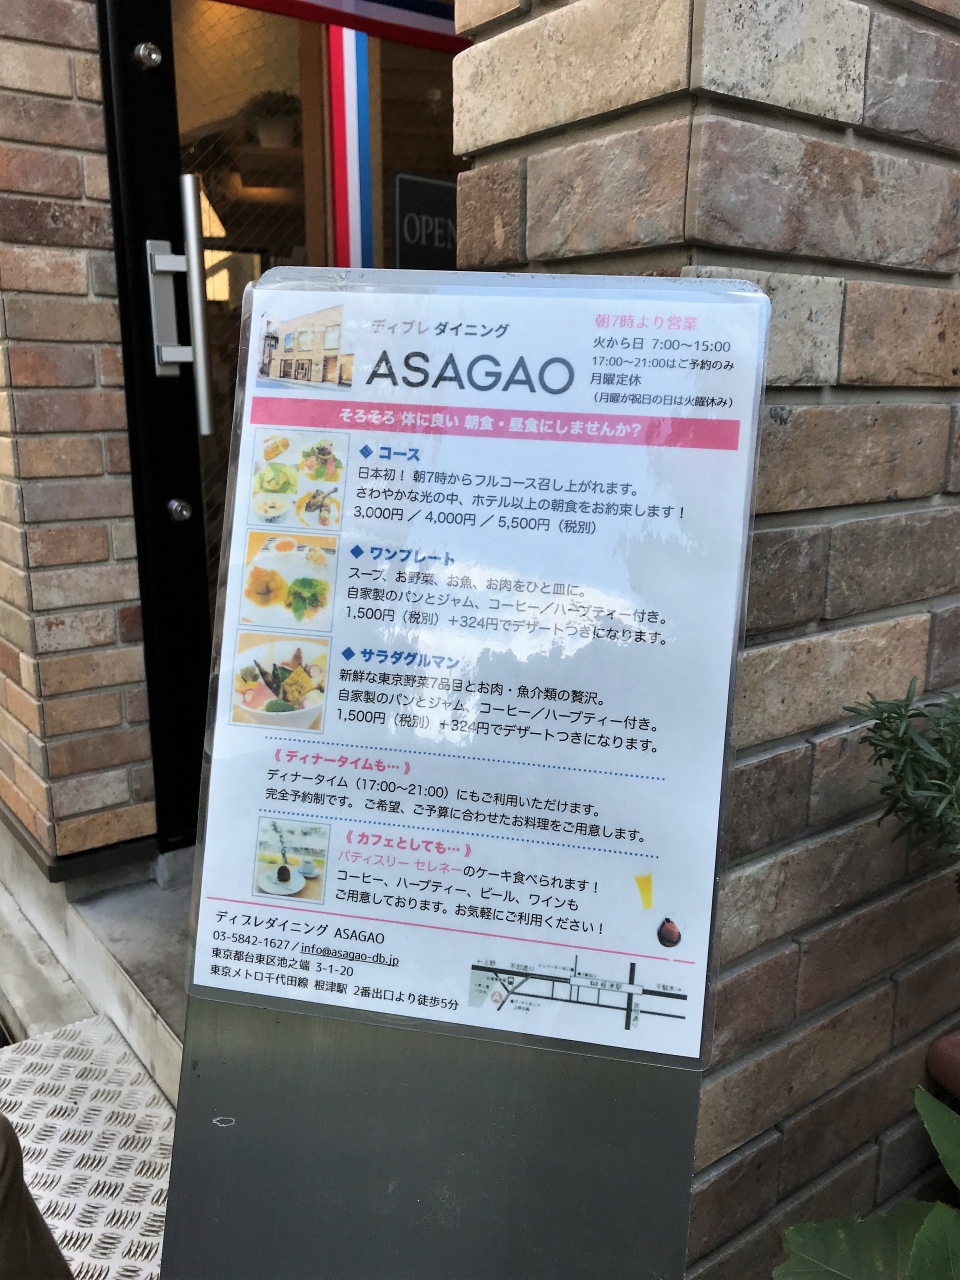 OPEN
ディブレ ダイニング
ASAGAO
朝7時より営業
火から日 7:00〜15:00
17:00〜21:00はご予約のみ
月曜定休
（月曜が祝日の日は火曜休み）
そろそろ 体に良い 朝食・昼食にしませんか?
◆ コース
日本初！ 朝7時からフルコース召し上がれます。
さわやかな光の中、ホテル以上の朝食をお約束します！
3,000円 ／ 4,000円 ／ 5,500円（税別）
◆ ワンプレート
スープ、お野菜、お魚、お肉をひと皿に。
自家製のパンとジャム、コーヒー／ハーブティー付き。
1,500円（税別）＋324円でデザートつきになります。
◆ サラダグルマン
新鮮な東京野菜7品目とお肉・魚介類の贅沢。
自家製のパンとジャム、コーヒー／ハーブティー付き。
1,500円（税別）＋324円でデザートつきになります。
《 ディナータイムも… 》
ディナータイム（17:00〜21:00）にもご利用いただけます。
完全予約制です。 ご希望、ご予算に合わせたお料理をご用意します。
《 カフェとしても… 》
パティスリー セレネーのケーキ食べられます！
コーヒー、ハーブティー、ビール、ワインも
ご用意しております。お気軽にご利用ください！
ディブレダイニング ASAGAO
03-5842-1627／info@asagao-db.jp
東京都台東区池之端 3-1-20
東京メトロ千代田線 根津駅 2番出口より徒歩5分
←上野
不忍通り
根津駅
千駄木→
A